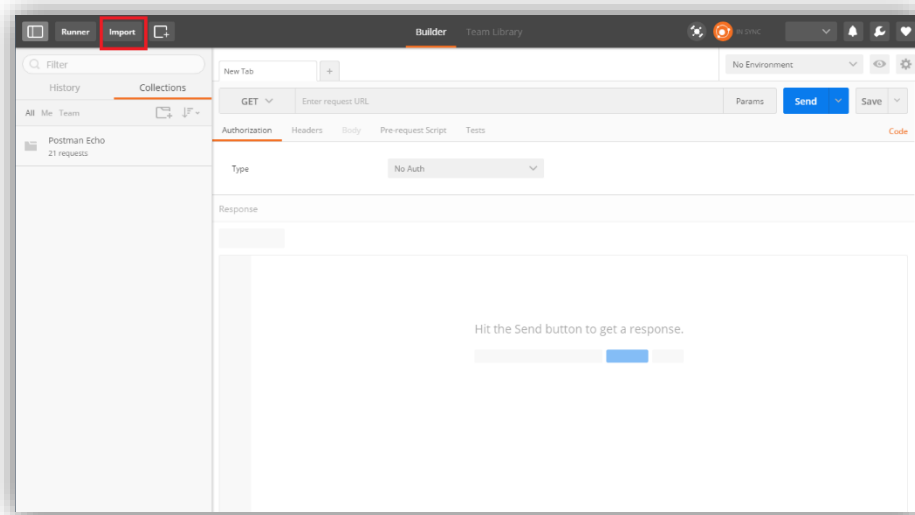 Runner Import Builder Team Library IN SYNC
Filter
History Collections
All Me Team
Postman Echo
21 requests
New Tab + No Environment
GET Enter request URL Params Send Save
Authorization Headers Body Pre-request Script Tests Code
Type No Auth
Response
Hit the Send button to get a response.